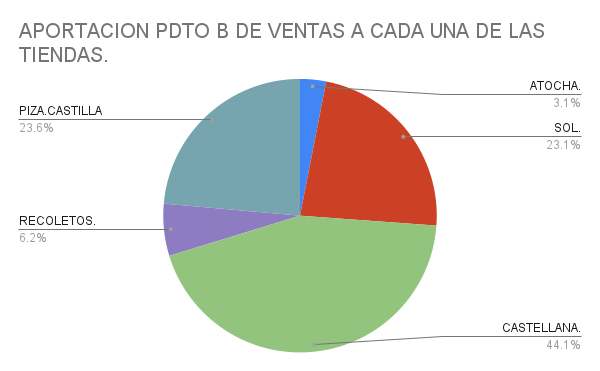 APORTACION PDTO B DE VENTAS A CADA UNA DE LAS
TIENDAS.
ATOCHA.
3.1%
PIZA.CASTILLA
23.6%
SOL.
23.1%
RECOLETOS.
6.2%
CASTELLANA.
44.1%